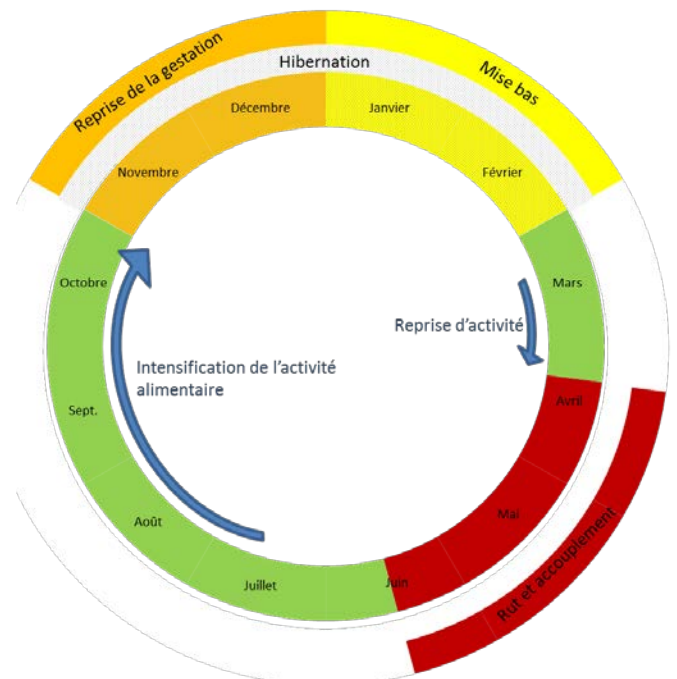 Reprise de la gestation
Hibernation
Mise bas
Décembre
Janvier
Novembre
Février
Octobre
Mars
Reprise d'activité
Intensification de l'activité
alimentaire
Avril
Sept.
Mai
Août
Rut et accouplement
Juin
Juillet